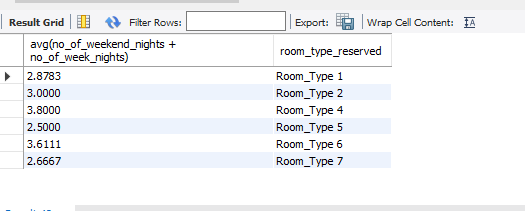 Result Grid Filter Rows: Export: Wrap Cell Content:
avg(no_of_weekend_nights + room_type_reserved
no_of_week_nights)
2.8783 Room_Type 1
3.0000 Room_Type 2
3.8000 Room_Type 4
2.5000 Room_Type 5
3.6111 Room_Type 6
2.6667 Room_Type 7